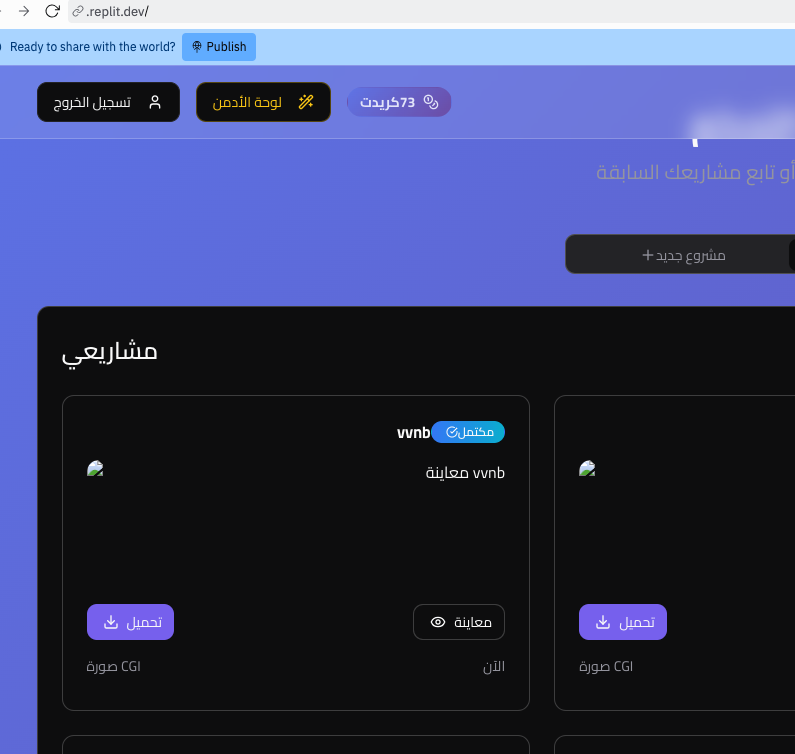 .replit.dev/
Ready to share with the world? Publish
73كريدت
لوحة الأدمن
تسجيل الخروج
أو تابع مشاريعك السابقة
مشروع جديد+
مشاريعي
vvnb مكتمل
vvnb معاينة
معاينة
تحميل
الآن
صورة CGI
تحميل
صورة CGI